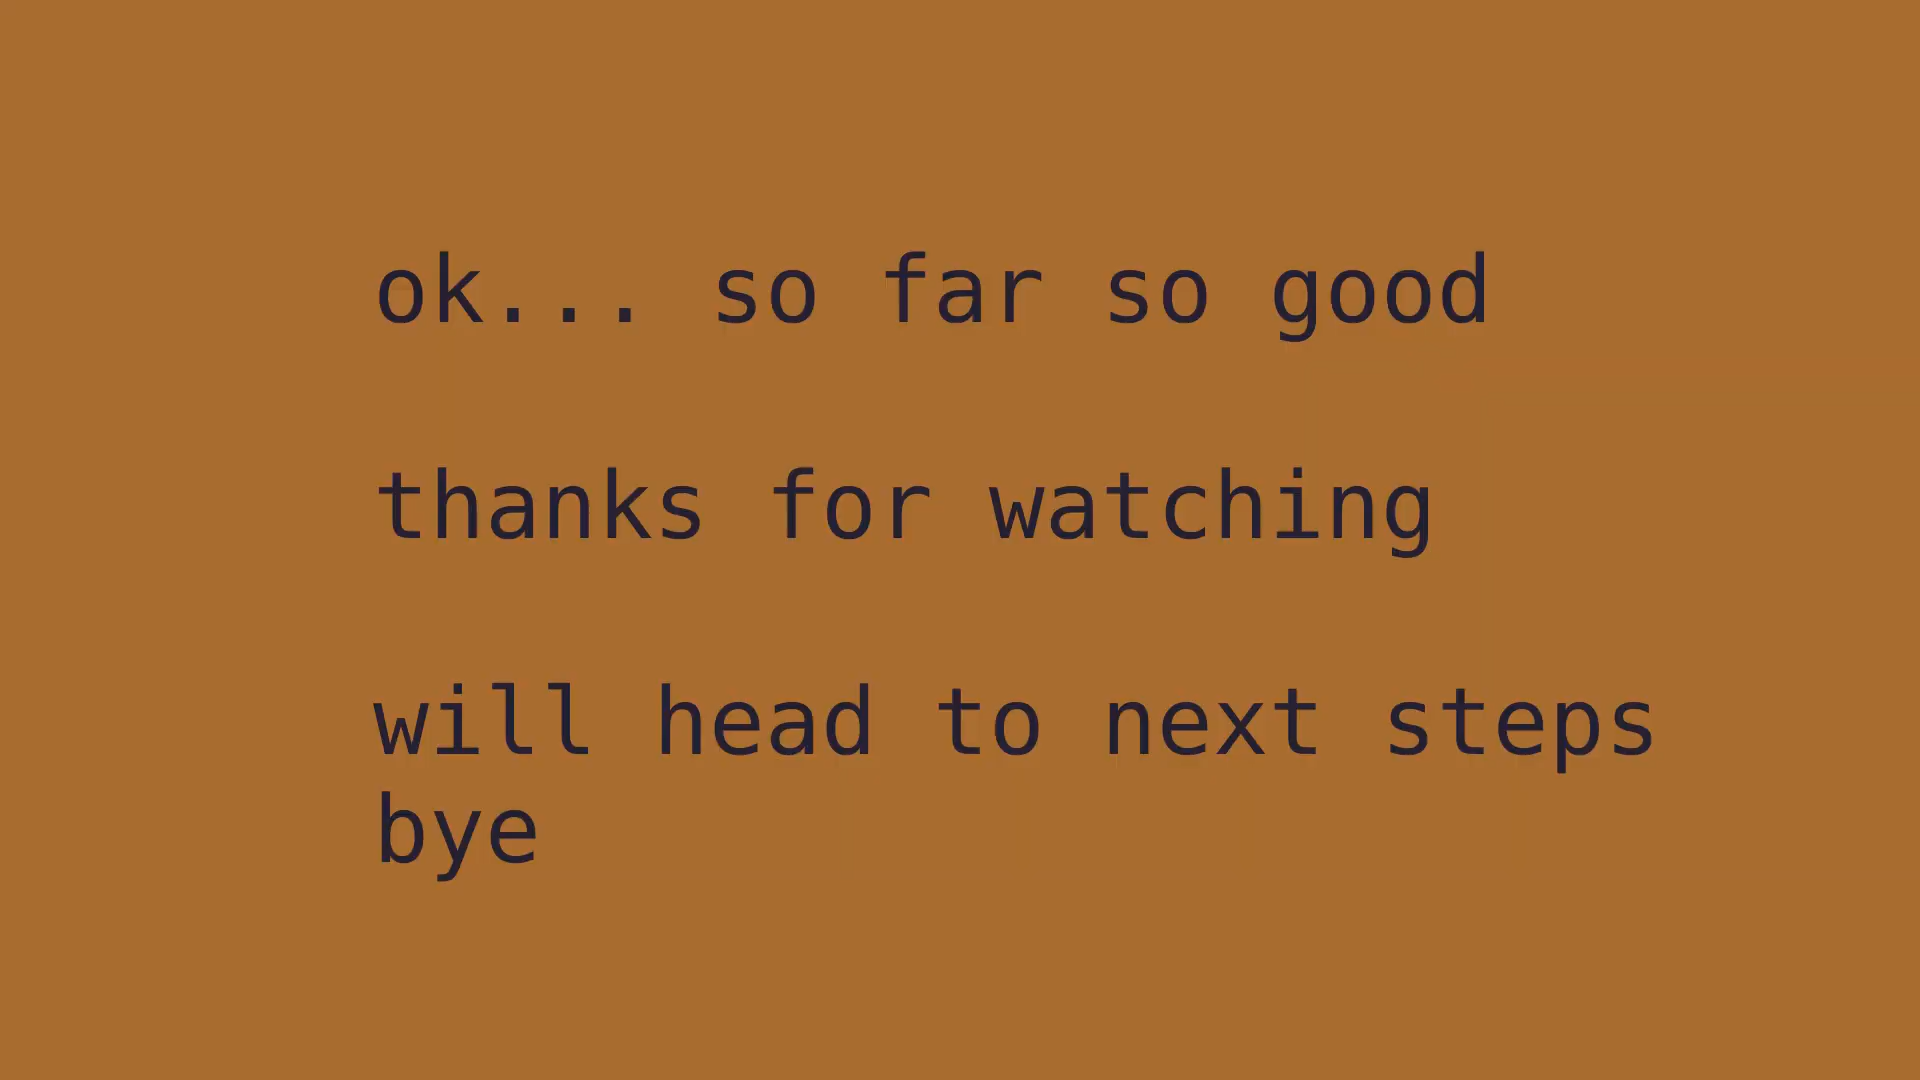 ok... so far so good
thanks for watching
will head to next steps
bye